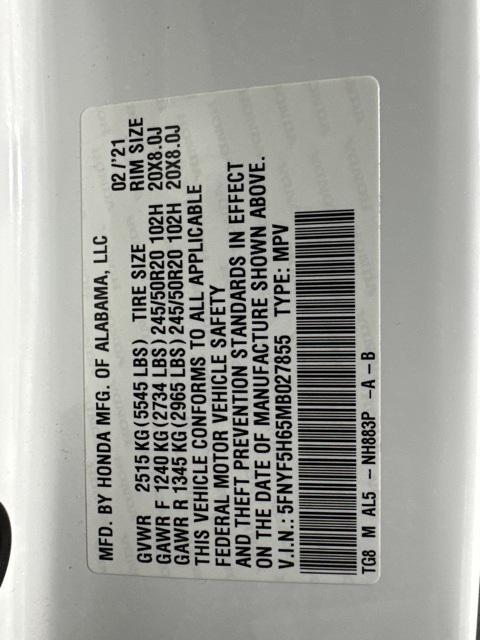 MFD. BY HONDA MFG. OF ALABAMA, LLC 02/'21
GVWR 2515 KG(5545 LBS) TIRE SIZE RIM SIZE
GAWR F 1240 KG(2734 LBS)245/50R20 102H 20X8.0J
GAWR R 1345 KG(2965 LBS)245/50R20 102H 20X8.0J
THIS VEHICLE CONFORMS TO ALL APPLICABLE
FEDERAL MOTOR VEHICLE SAFETY
AND THEFT PREVENTION STANDARDS IN EFFECT
ON THE DATE OF MANUFACTURE SHOWN ABOVE.
V.I.N.: 5FNYF5H65MB027855 TYPE: MPV
TG8 M AL5 - NH883P -A-B